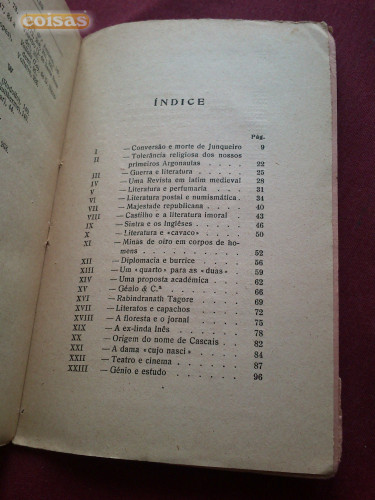 coisas
ÍNDICE
Pág.
I — Conversão e morte de Junqueiro . . 9
II — Tolerância religiosa dos nossos
primeiros Argonautas . . . . 22
III — Guerra e literatura . . . . . 25
IV — Uma Revista em latim medieval . 28
V — Literatura e perfumaria . . . . 31
VI — Literatura postal e numismática . 34
VII — Majestade republicana . . . . 40
VIII — Castilho e a literatura imoral . . 43
IX — Sintra e os Inglêses . . . . . 46
X — Literatura e «cavaco» . . . . 50
XI — Minas de oiro em corpos de ho-
mens . . . . . . . . . 52
XII — Diplomacia e burrice . . . . . 56
XIII — Um «quarto» para as «duas» . . 59
XIV — Uma proposta académica . . . . 62
XV — Génio & C.ª . . . . . . . 66
XVI — Rabindranath Tagore . . . . . 70
XVII — Literatos e capachos . . . . . 72
XVIII — A floresta e o jornal . . . . . 75
XIX — A ex-linda Inês . . . . . . 78
XX — Origem do nome de Cascais . . . 82
XXI — A dama «cujo nasci» . . . . . 84
XXII — Teatro e cinema . . . . . . 87
XXIII — Génio e estudo . . . . . . 96